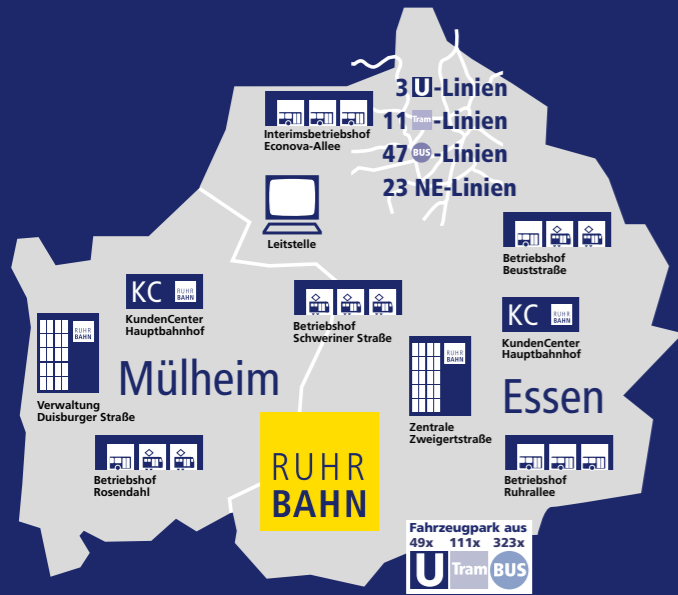 3 U-Linien
11 Tram-Linien
47 BUS-Linien
23 NE-Linien
Interimsbetriebshof
Econova-Allee
Leitstelle
Betriebshof
Beuststraße
KC RUHR
BAHN
KundenCenter
Hauptbahnhof
Betriebshof
Schweriner Straße
KC RUHR
BAHN
KundenCenter
Hauptbahnhof
RUHR
BAHN
Verwaltung
Duisburger Straße
Mülheim
RUHR
BAHN
Zentrale
Zweigertstraße
Essen
Betriebshof
Rosendahl
RUHR
BAHN
Betriebshof
Ruhrallee
Fahrzeugpark aus
49x 111x 323x
U Tram BUS